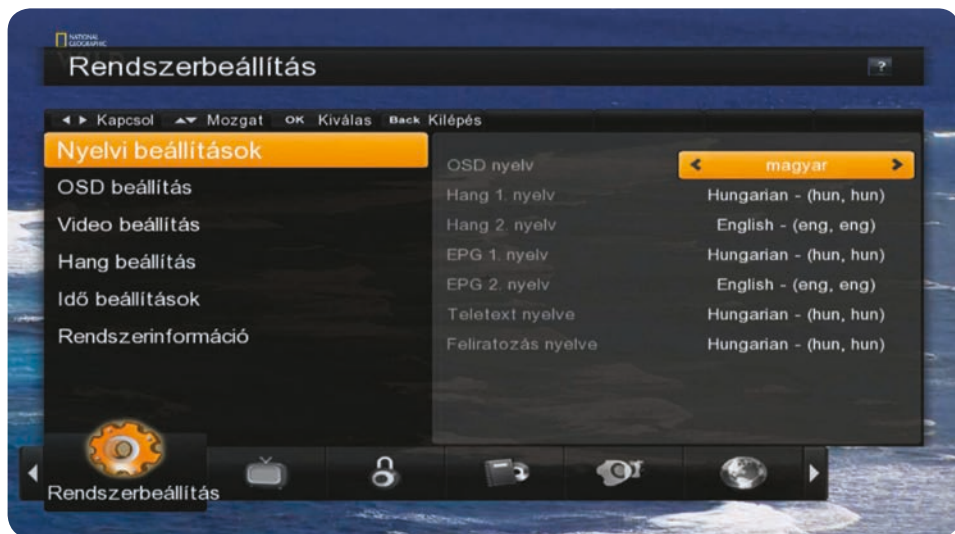 NATIONAL
GEOGRAPHIC
Rendszerbeállítás
?
Kapcsol Mozgat OK Kiválas Back Kilépés
Nyelvi beállítások
OSD beállítás
Video beállítás
Hang beállítás
Idő beállítások
Rendszerinformáció
OSD nyelv magyar
Hang 1. nyelv Hungarian - (hun, hun)
Hang 2. nyelv English - (eng, eng)
EPG 1. nyelv Hungarian - (hun, hun)
EPG 2. nyelv English - (eng, eng)
Teletext nyelve Hungarian - (hun, hun)
Feliratozás nyelve Hungarian - (hun, hun)
Rendszerbeállítás